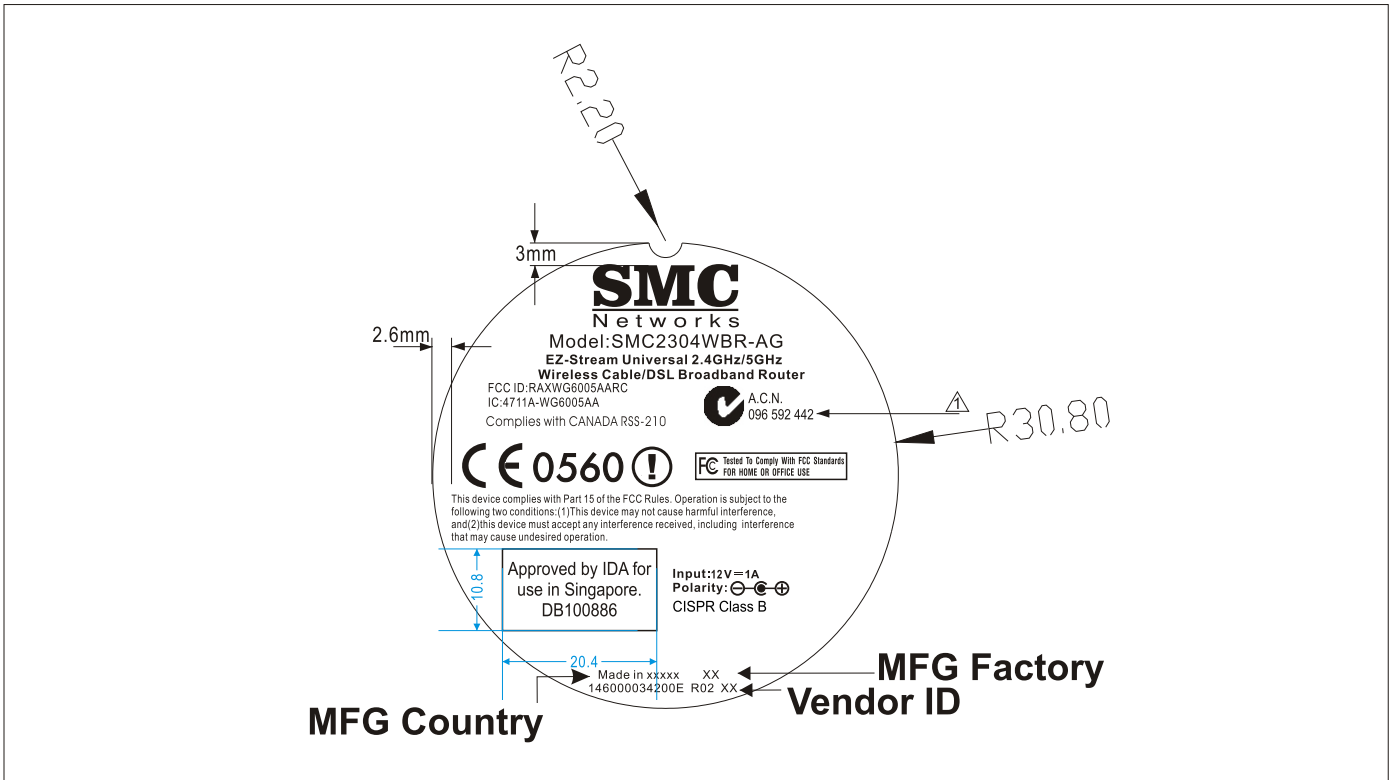 R2.20
3mm
SMC
Networks
2.6mm
Model:SMC2304WBR-AG
EZ-Stream Universal 2.4GHz/5GHz
Wireless Cable/DSL Broadband Router
FCC ID:RAXWG6005AARC
IC:4711A-WG6005AA
Complies with CANADA RSS-210
A.C.N.
096 592 442
1
R30.80
CE 0560 !
FC Tested To Comply With FCC Standards
FOR HOME OR OFFICE USE
This device complies with Part 15 of the FCC Rules. Operation is subject to the
following two conditions:(1)This device may not cause harmful interference,
and(2)this device must accept any interference received, including interference
that may cause undesired operation.
10.8
Approved by IDA for
use in Singapore.
DB100886
Input:12V=1A
Polarity:
CISPR Class B
20.4
Made in xxxxx XX
146000034200E R02 XX
MFG Factory
Vendor ID
MFG Country